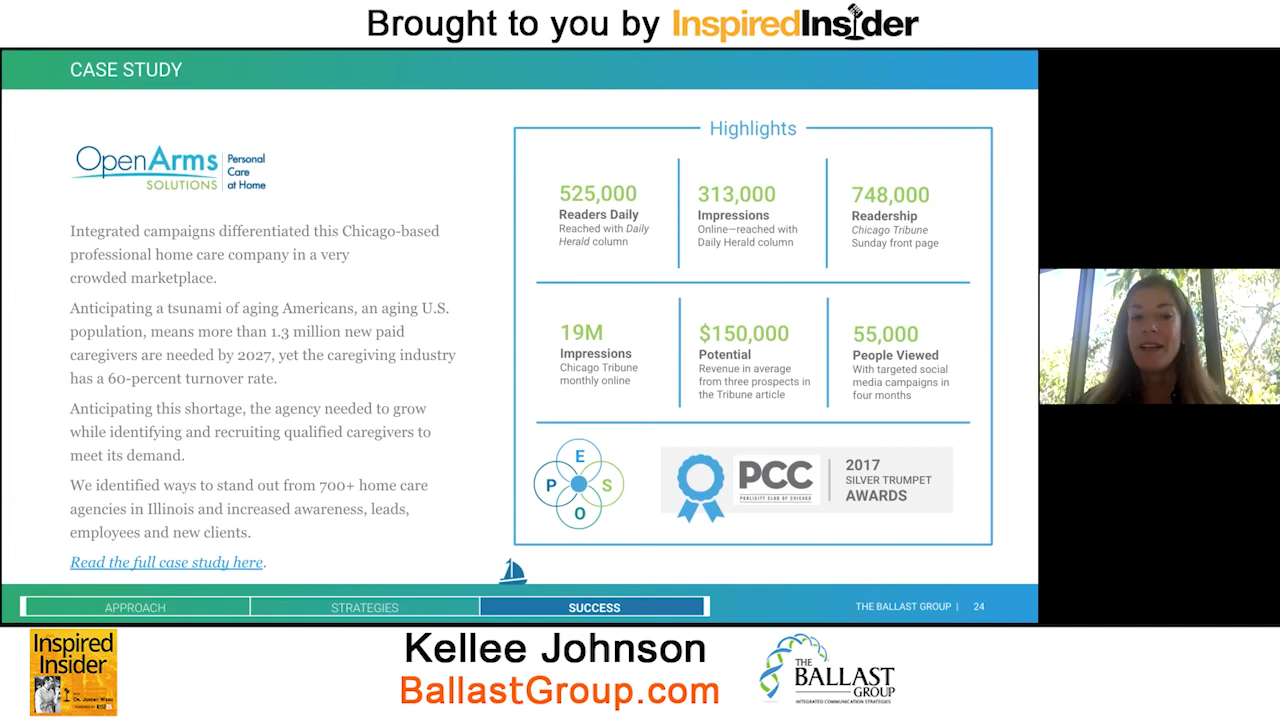 Brought to you by InspiredInsider
CASE STUDY
OpenArms
SOLUTIONS
Personal
Care
at Home
Integrated campaigns differentiated this Chicago-based
professional home care company in a very
crowded marketplace.
Anticipating a tsunami of aging Americans, an aging U.S.
population, means more than 1.3 million new paid
caregivers are needed by 2027, yet the caregiving industry
has a 60-percent turnover rate.
Anticipating this shortage, the agency needed to grow
while identifying and recruiting qualified caregivers to
meet its demand.
We identified ways to stand out from 700+ home care
agencies in Illinois and increased awareness, leads,
employees and new clients.
Read the full case study here.
Highlights
525,000
Readers Daily
Reached with Daily
Herald column
313,000
Impressions
Online—reached with
Daily Herald column
748,000
Readership
Chicago Tribune
Sunday front page
19M
Impressions
Chicago Tribune
monthly online
$150,000
Potential
Revenue in average
from three prospects in
the Tribune article
55,000
People Viewed
With targeted social
media campaigns in
four months
E
P S
O
PCC
PUBLICITY CLUB OF CHICAGO
2017
SILVER TRUMPET
AWARDS
APPROACH
STRATEGIES
SUCCESS
THE BALLAST GROUP | 24
Inspired
Insider
WITH
Dr. Jeremy Weisz
POWERED BY RISE25
Kellee Johnson
BallastGroup.com
THE
BALLAST
GROUP
INTEGRATED COMMUNICATION STRATEGIES